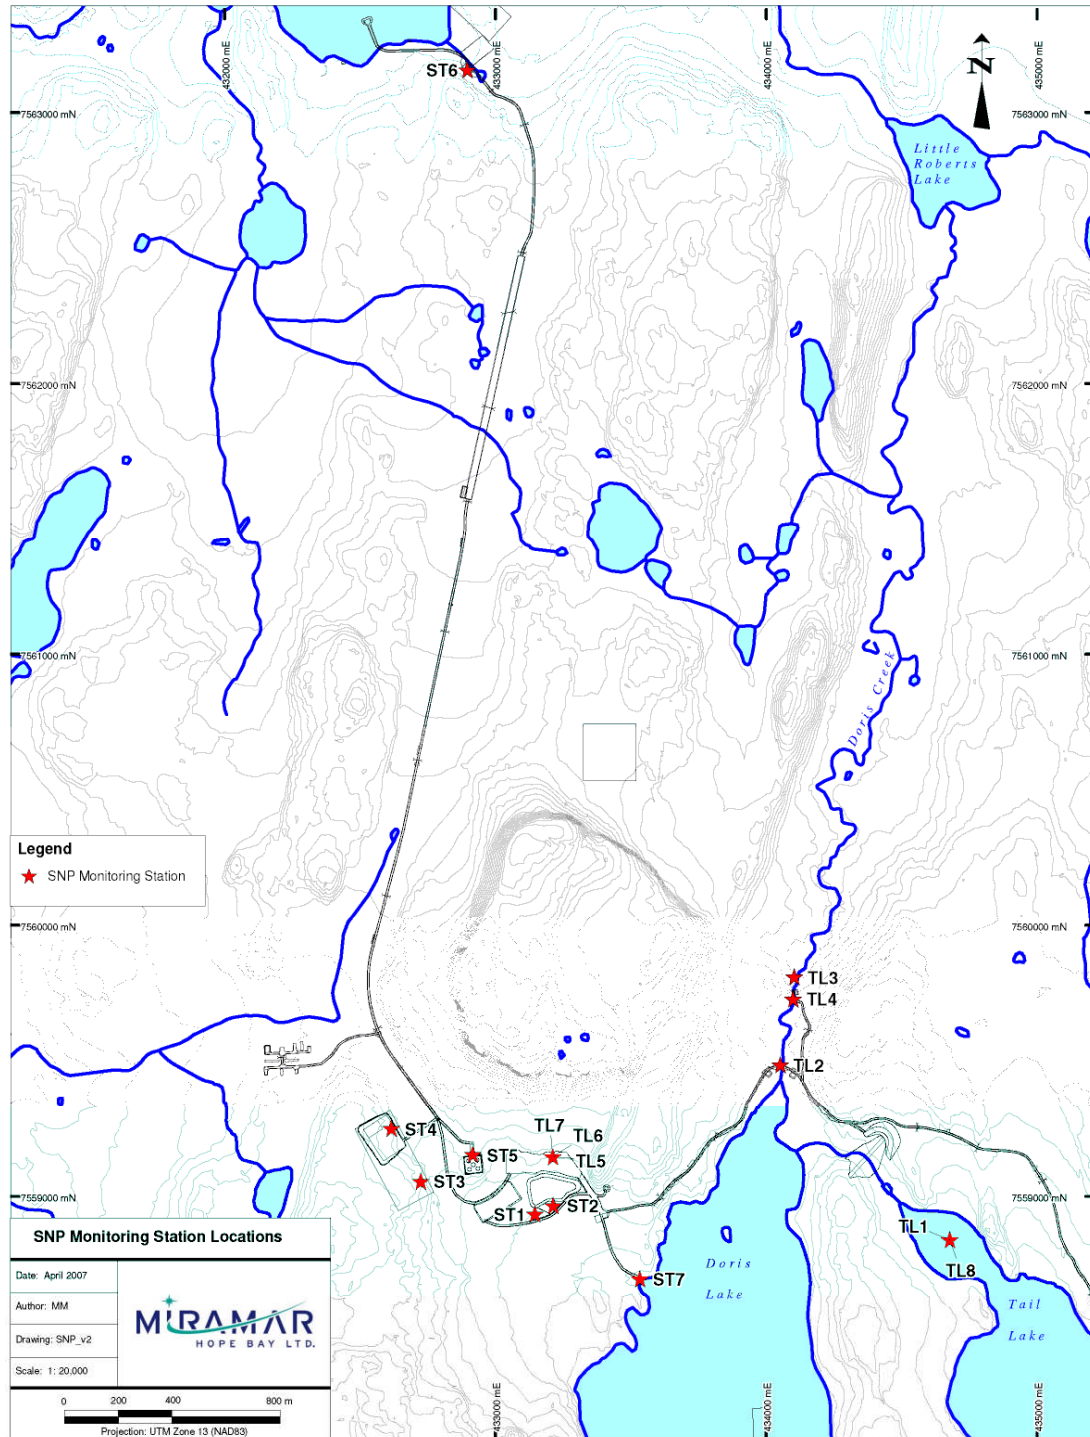 432000 mE
433000 mE
434000 mE
435000 mE
N
ST6
7563000 mN
7563000 mN
Little
Roberts
Lake
7562000 mN
7562000 mN
7561000 mN
7561000 mN
Doris Creek
Legend
SNP Monitoring Station
7560000 mN
7560000 mN
TL3
TL4
TL2
ST4
TL7
TL6
ST5
TL5
ST3
7559000 mN
7559000 mN
ST1
ST2
TL1
TL8
ST7
Doris
Lake
Tail
Lake
SNP Monitoring Station Locations
Date: April 2007
Author: MM
Drawing: SNP_v2
Scale: 1: 20,000
MIRAMAR
HOPE BAY LTD.
0 200 400 800 m
Projection: UTM Zone 13 (NAD83)
433000 mE
434000 mE
435000 mE